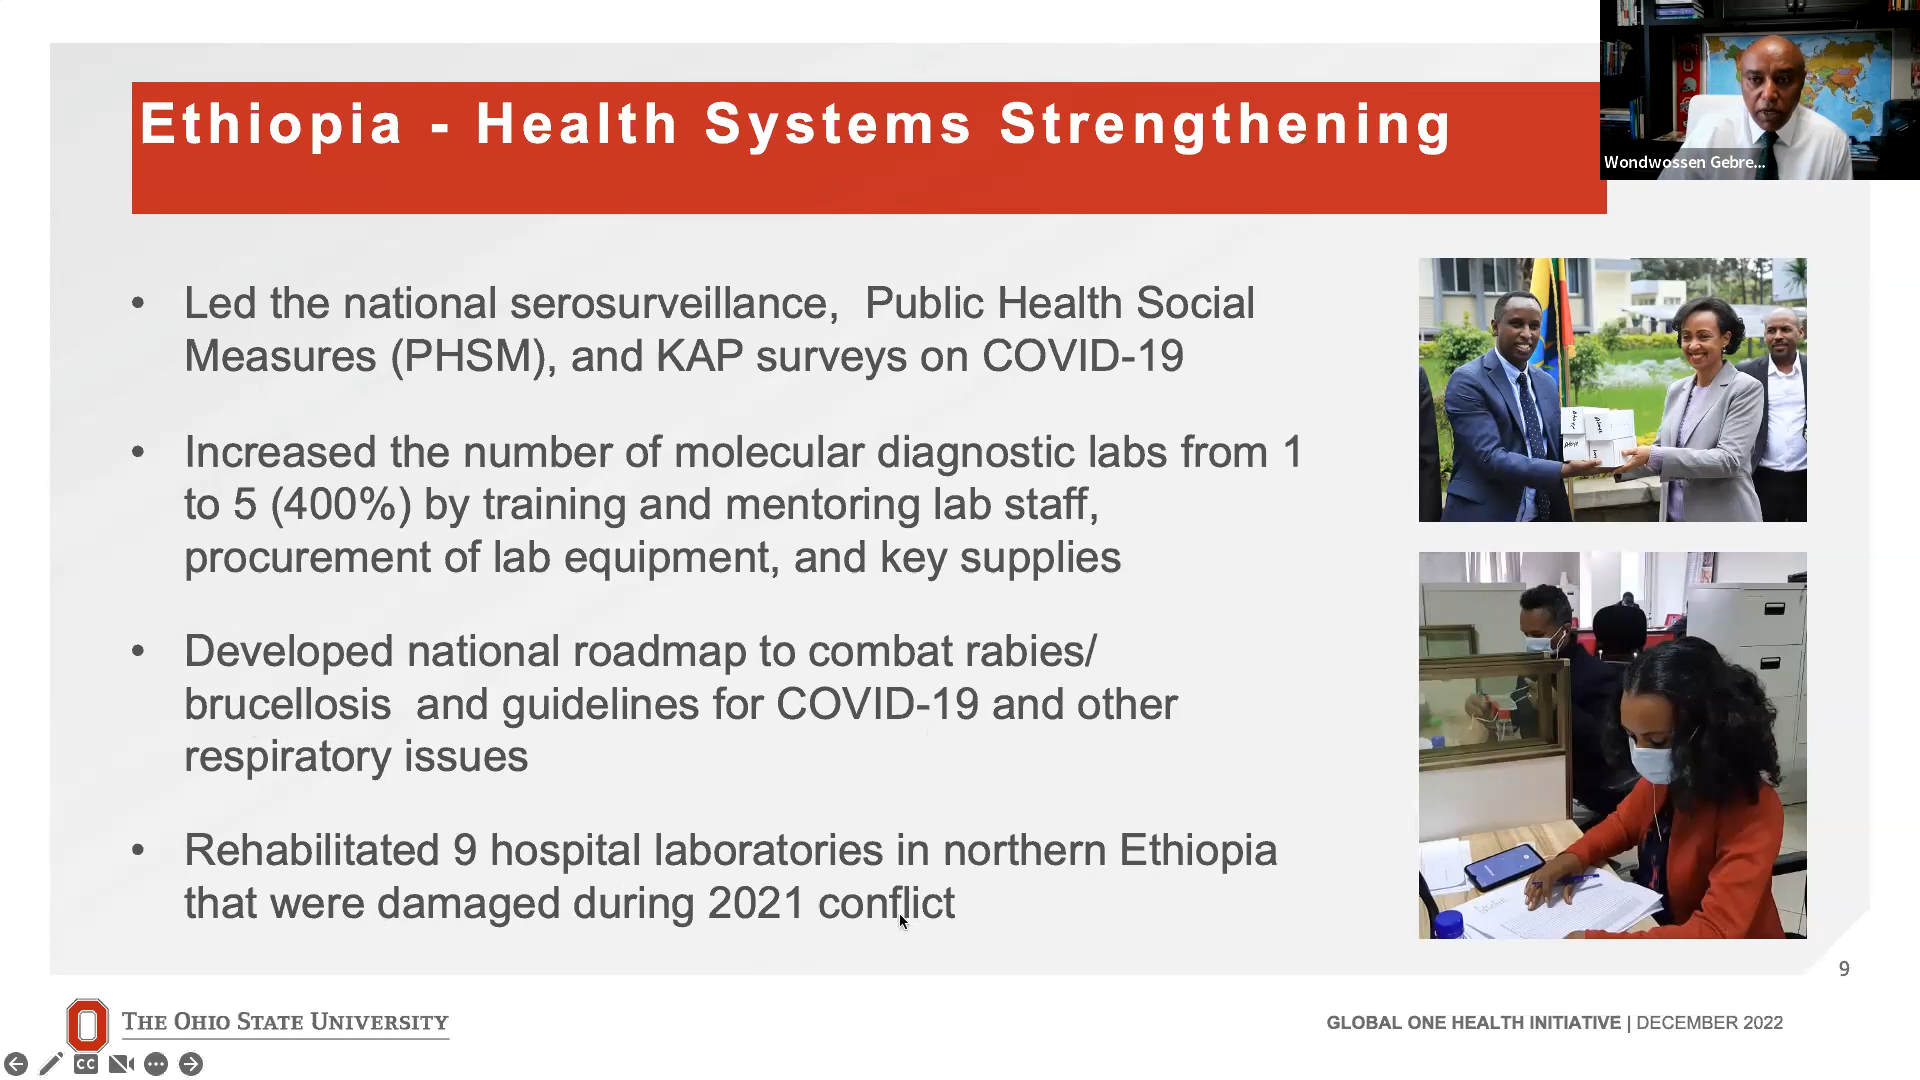 Ethiopia - Health Systems Strengthening
Wondwossen Gebre...
• Led the national serosurveillance,  Public Health Social
Measures (PHSM), and KAP surveys on COVID-19
• Increased the number of molecular diagnostic labs from 1
to 5 (400%) by training and mentoring lab staff,
procurement of lab equipment, and key supplies
• Developed national roadmap to combat rabies/
brucellosis  and guidelines for COVID-19 and other
respiratory issues
• Rehabilitated 9 hospital laboratories in northern Ethiopia
that were damaged during 2021 conflict
9
THE OHIO STATE UNIVERSITY
GLOBAL ONE HEALTH INITIATIVE | DECEMBER 2022
CC